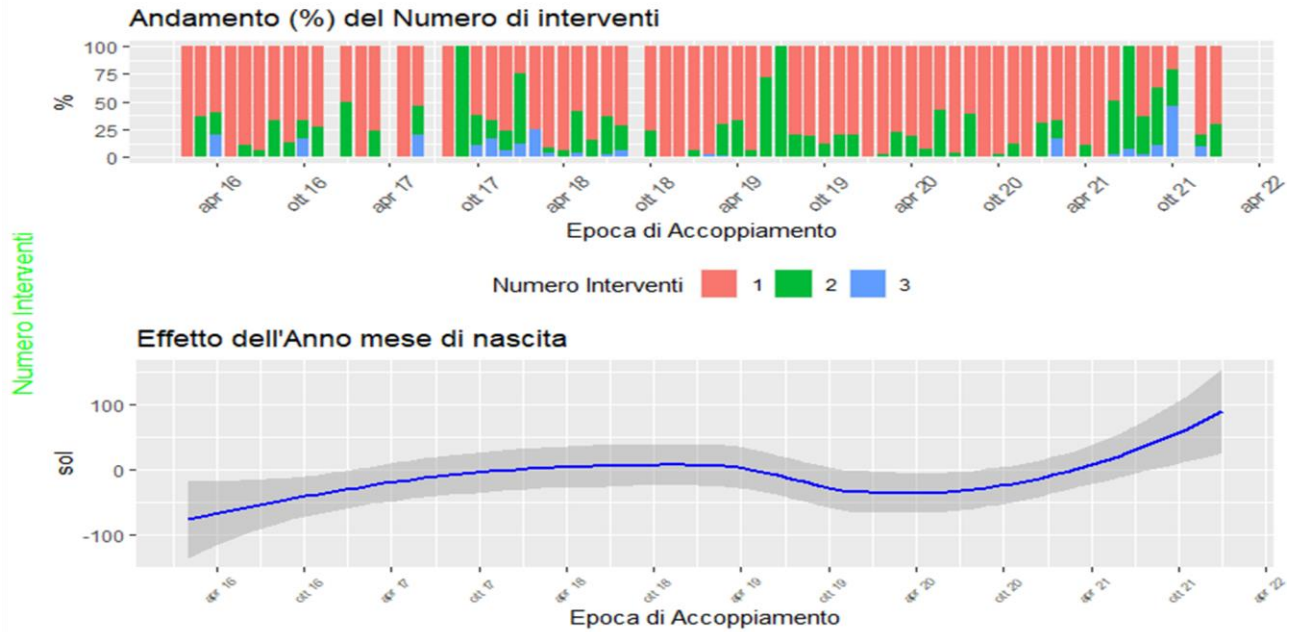 Andamento (%) del Numero di interventi
100
75
50
25
0
%
apr 16 ott 16 apr 17 ott 17 apr 18 ott 18 apr 19 ott 19 apr 20 ott 20 apr 21 ott 21 apr 22
Epoca di Accoppiamento
Numero Interventi 1 2 3
Numero Interventi
Effetto dell'Anno mese di nascita
100
0
-100
sol
apr 16 ott 16 apr 17 ott 17 apr 18 ott 18 apr 19 ott 19 apr 20 ott 20 apr 21 ott 21 apr 22
Epoca di Accoppiamento